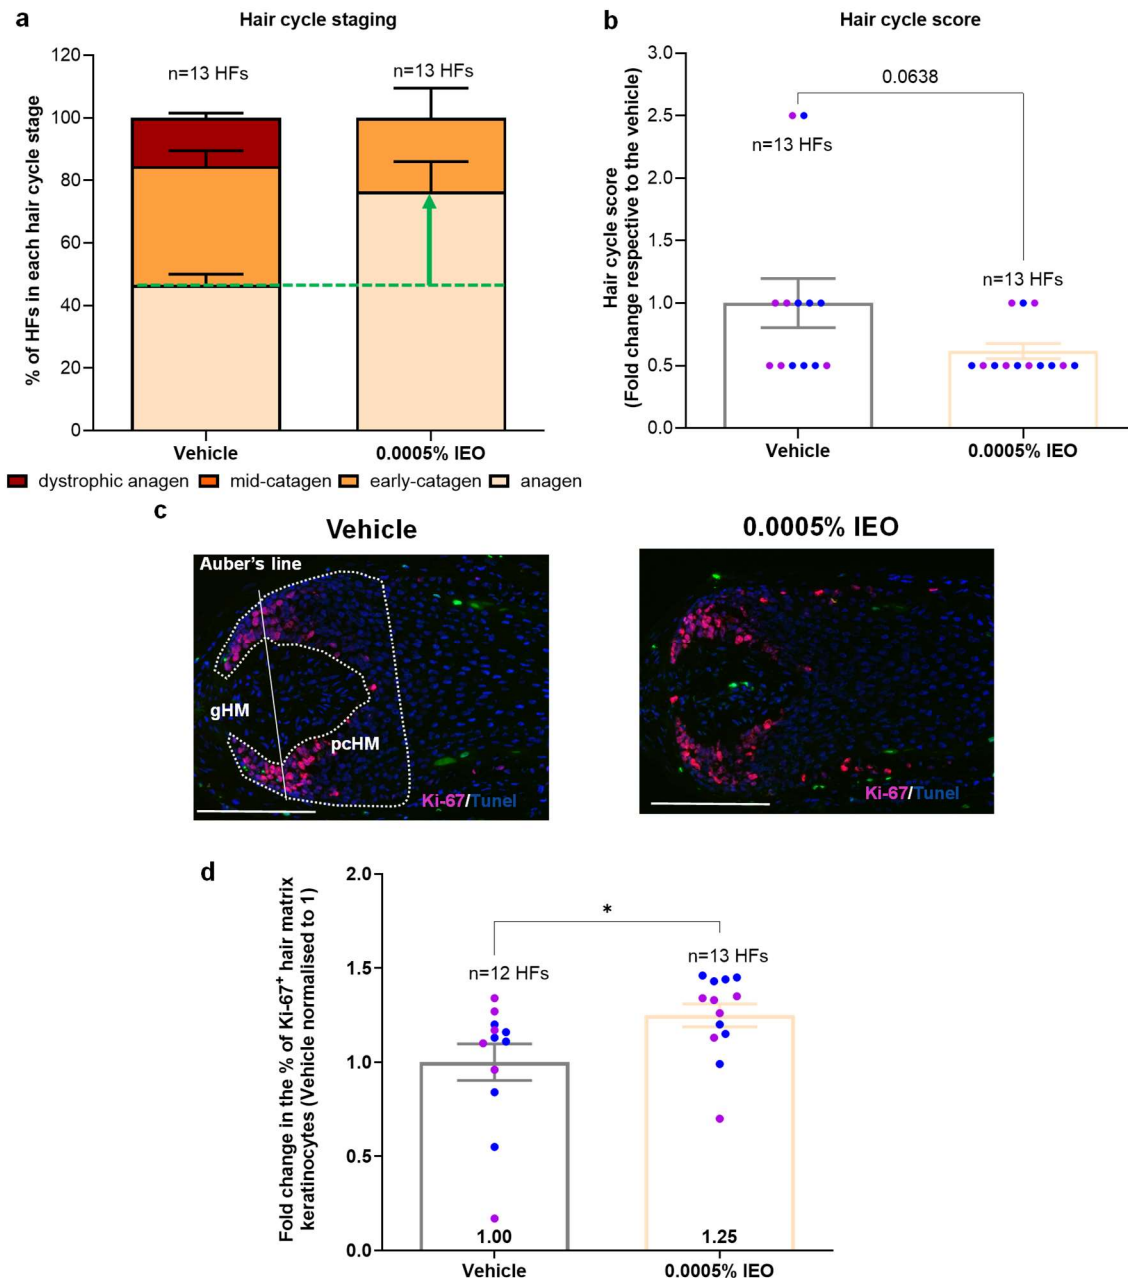 a
Hair cycle staging
% of HFs in each hair cycle stage
120
100
80
60
40
20
0
n=13 HFs
n=13 HFs
Vehicle
0.0005% IEO
dystrophic anagen
mid-catagen
early-catagen
anagen
b
Hair cycle score
Hair cycle score
(Fold change respective to the vehicle)
3.0
2.5
2.0
1.5
1.0
0.5
0.0
0.0638
n=13 HFs
n=13 HFs
Vehicle
0.0005% IEO
c
Vehicle
Auber's line
gHM
pcHM
Ki-67/Tunel
0.0005% IEO
Ki-67/Tunel
d
Fold change in the % of Ki-67+ hair matrix
keratinocytes (Vehicle normalised to 1)
2.0
1.5
1.0
0.5
0.0
*
n=12 HFs
n=13 HFs
1.00
1.25
Vehicle
0.0005% IEO